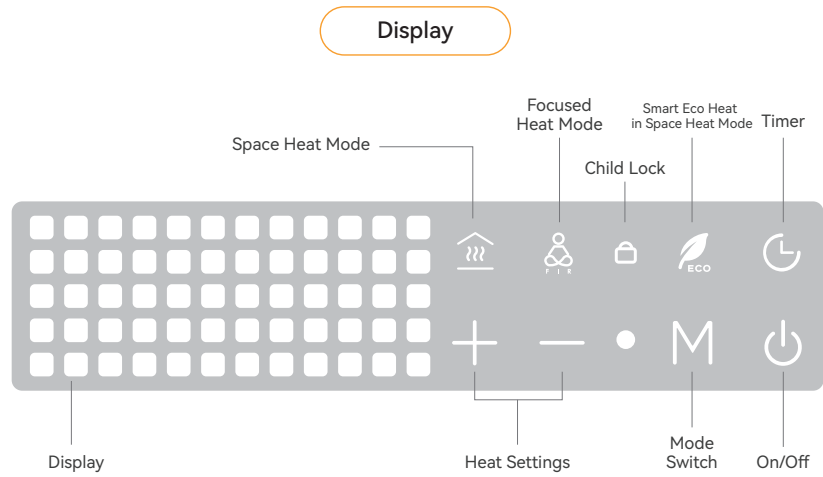 Display
Focused
Heat Mode
Smart Eco Heat
in Space Heat Mode
Timer
Space Heat Mode
Child Lock
FIR
ECO
M
Display
Heat Settings
Mode
Switch
On/Off